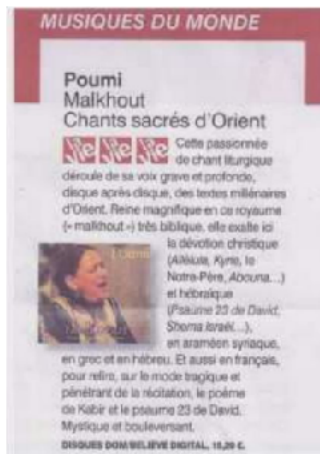 MUSIQUES DU MONDE
Poumi
Malkhout
Chants sacrés d'Orient
Vie Vie Vie Cette passionnée
de chant liturgique
déroule de sa voix grave et profonde,
disque après disque, des textes millénaires
d'Orient. Reine magnifique en ce royaume
(« malkhout ») très biblique, elle exalte ici
la dévotion christique
(Alléluia, Kyrie, le
Notre-Père, Abouna...)
et hébraïque
(Psaume 23 de David,
Shema Israël...),
en araméen syriaque,
en grec et en hébreu. Et aussi en français,
pour relire, sur le mode tragique et
pénétrant de la récitation, le poème
de Kabir et le psaume 23 de David.
Mystique et bouleversant.
DISQUES DOM/BELIEVE DIGITAL, 15,20 €.